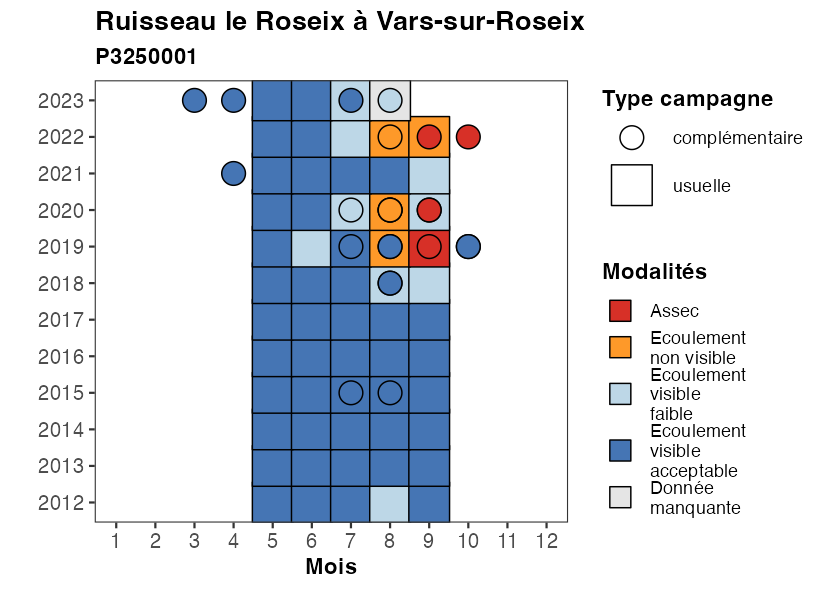 Ruisseau le Roseix à Vars-sur-Roseix
P3250001
2023
2022
2021
2020
2019
2018
2017
2016
2015
2014
2013
2012
1 2 3 4 5 6 7 8 9 10 11 12
Mois
Type campagne
complémentaire
usuelle
Modalités
Assec
Ecoulement
non visible
Ecoulement
visible
faible
Ecoulement
visible
acceptable
Donnée
manquante